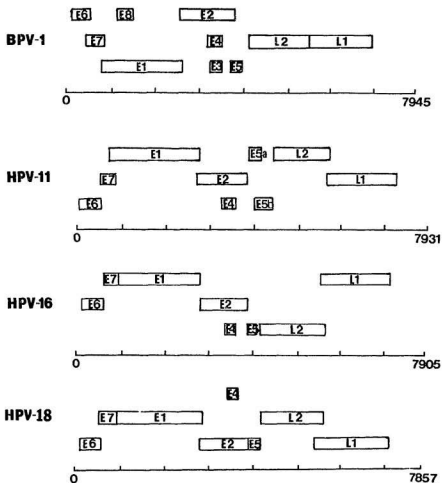 E6 E8 E2
BPV-1 E7 E4 L2 L1
E1 E3 E5
0 7945
E1 E5a L2
HPV-11 E7 E2 L1
E6 E4 E5b
0 7931
E7 E1 L1
HPV-16 E6 E2
E4 E5 L2
0 7905
E4
HPV-18 E7 E1 L2
E6 E2 E5 L1
0 7857